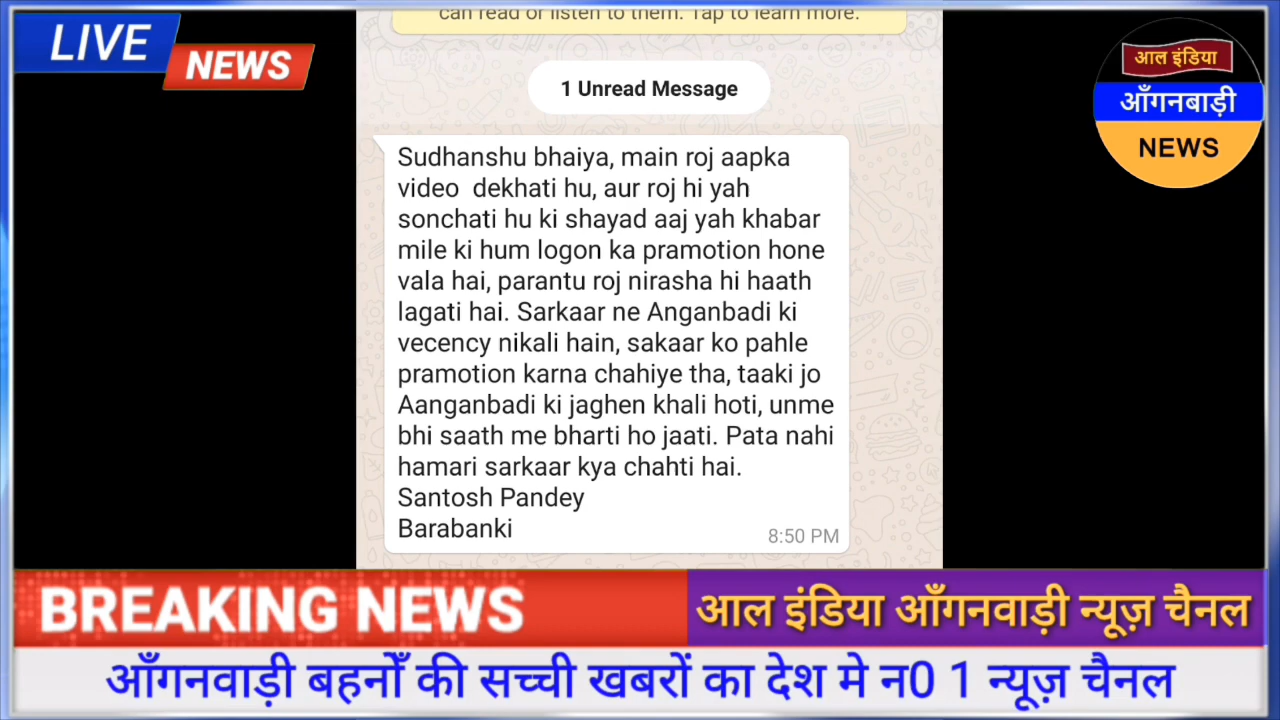 LIVE
NEWS
can read or listen to them. Tap to learn more.
आल इंडिया
आँगनबाड़ी
NEWS
1 Unread Message
Sudhanshu bhaiya, main roj aapka
video dekhati hu, aur roj hi yah
sonchati hu ki shayad aaj yah khabar
mile ki hum logon ka pramotion hone
vala hai, parantu roj nirasha hi haath
lagati hai. Sarkaar ne Anganbadi ki
vecency nikali hain, sakaar ko pahle
pramotion karna chahiye tha, taaki jo
Aanganbadi ki jaghen khali hoti, unme
bhi saath me bharti ho jaati. Pata nahi
hamari sarkaar kya chahti hai.
Santosh Pandey
Barabanki
8:50 PM
BREAKING NEWS
आल इंडिया आँगनवाड़ी न्यूज़ चैनल
आँगनवाड़ी बहनोँ की सच्ची खबरों का देश मे न0 1 न्यूज़ चैनल